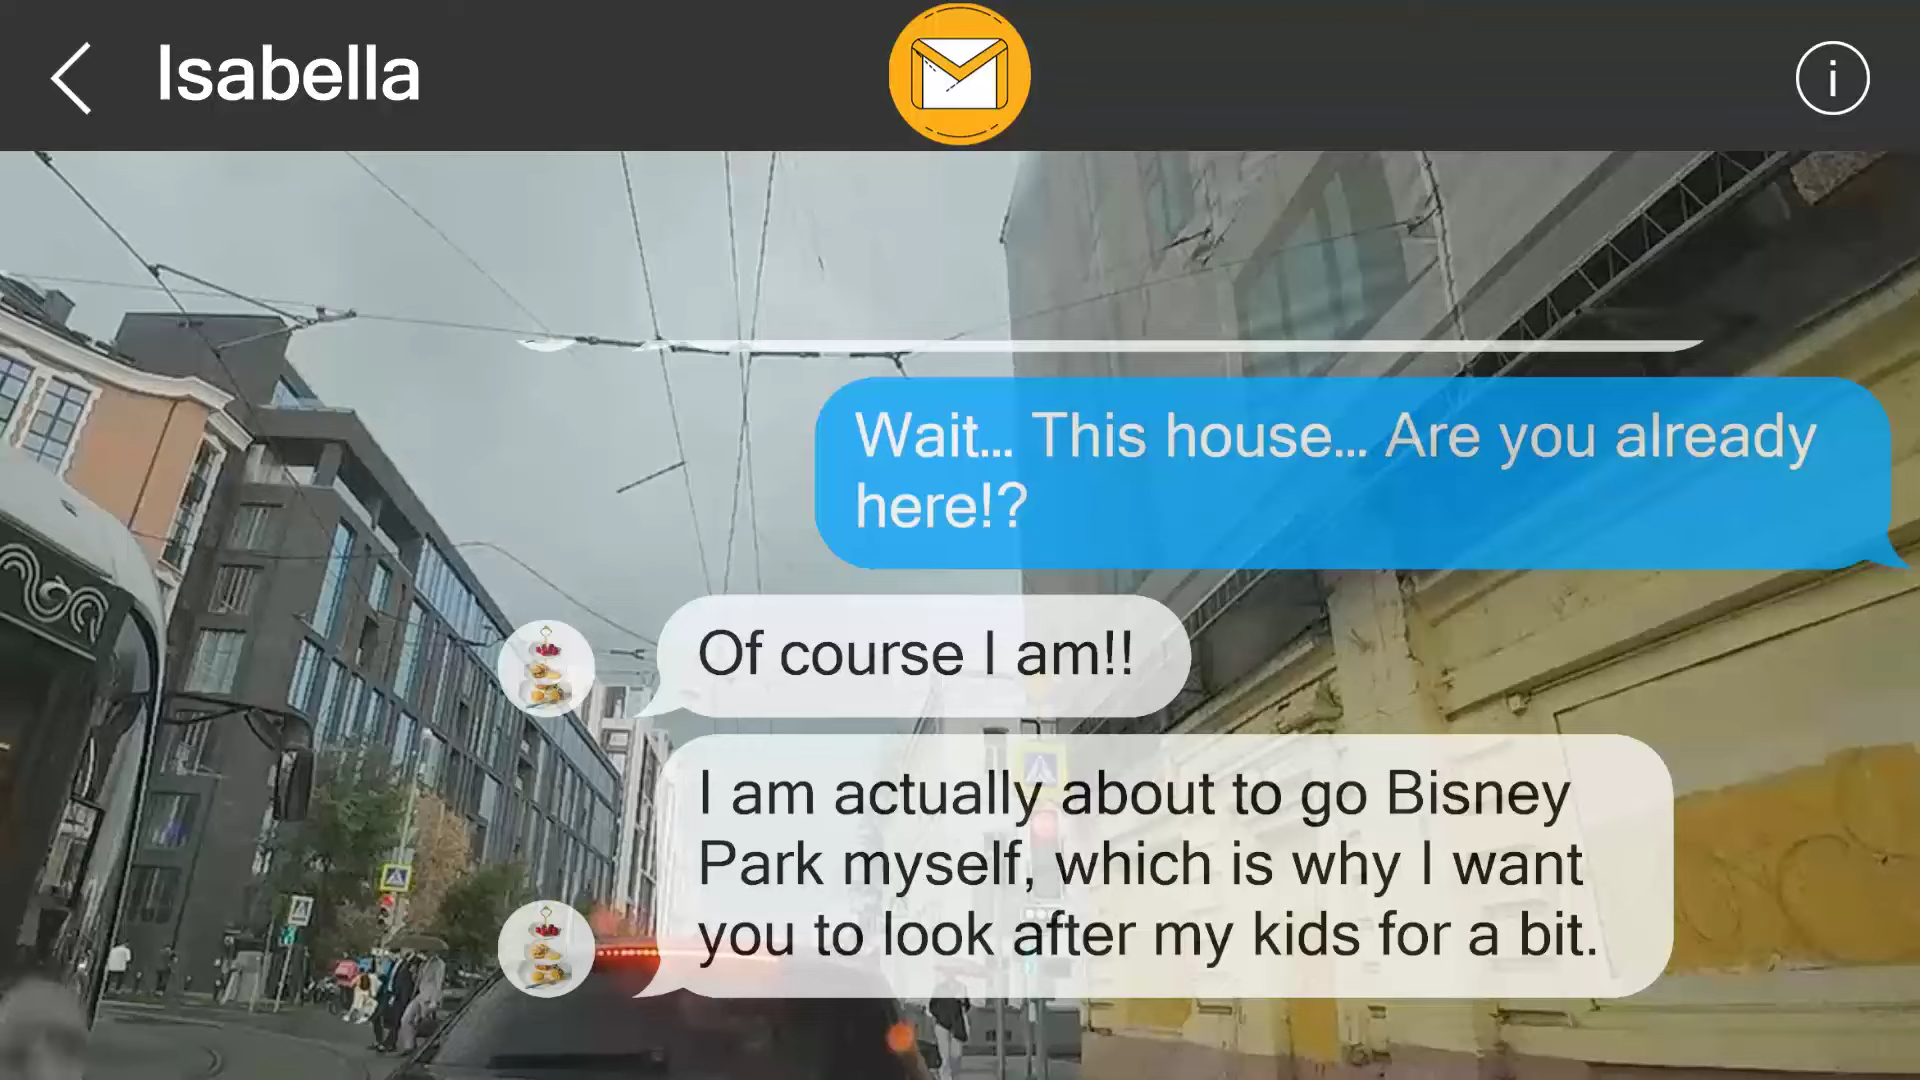 Isabella
Wait... This house... Are you already
here!?
Of course I am!!
I am actually about to go Bisney
Park myself, which is why I want
you to look after my kids for a bit.